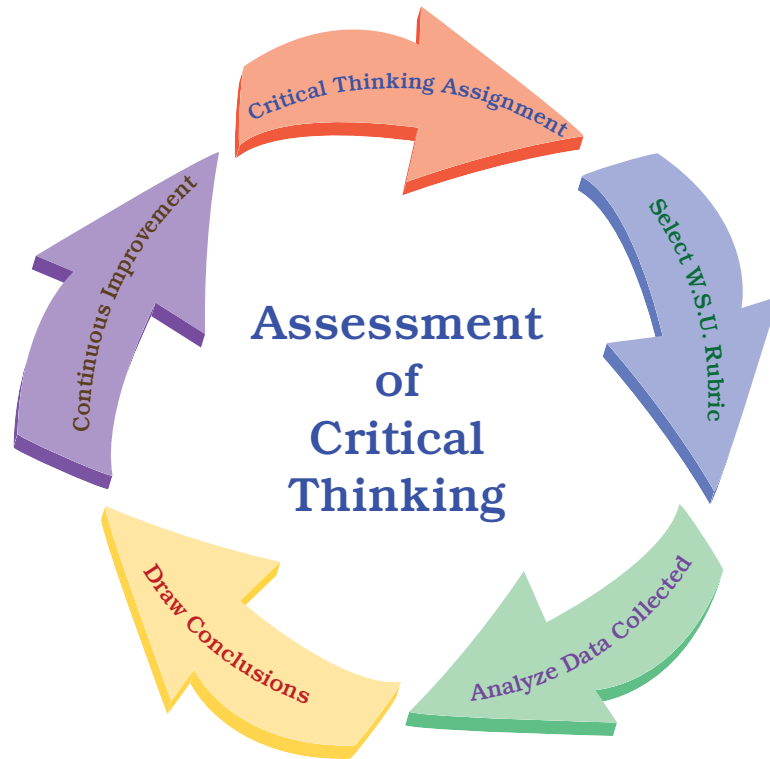 Critical Thinking Assignment
Select W.S.U. Rubric
Analyze Data Collected
Draw Conclusions
Continuous Improvement
Assessment
of
Critical
Thinking